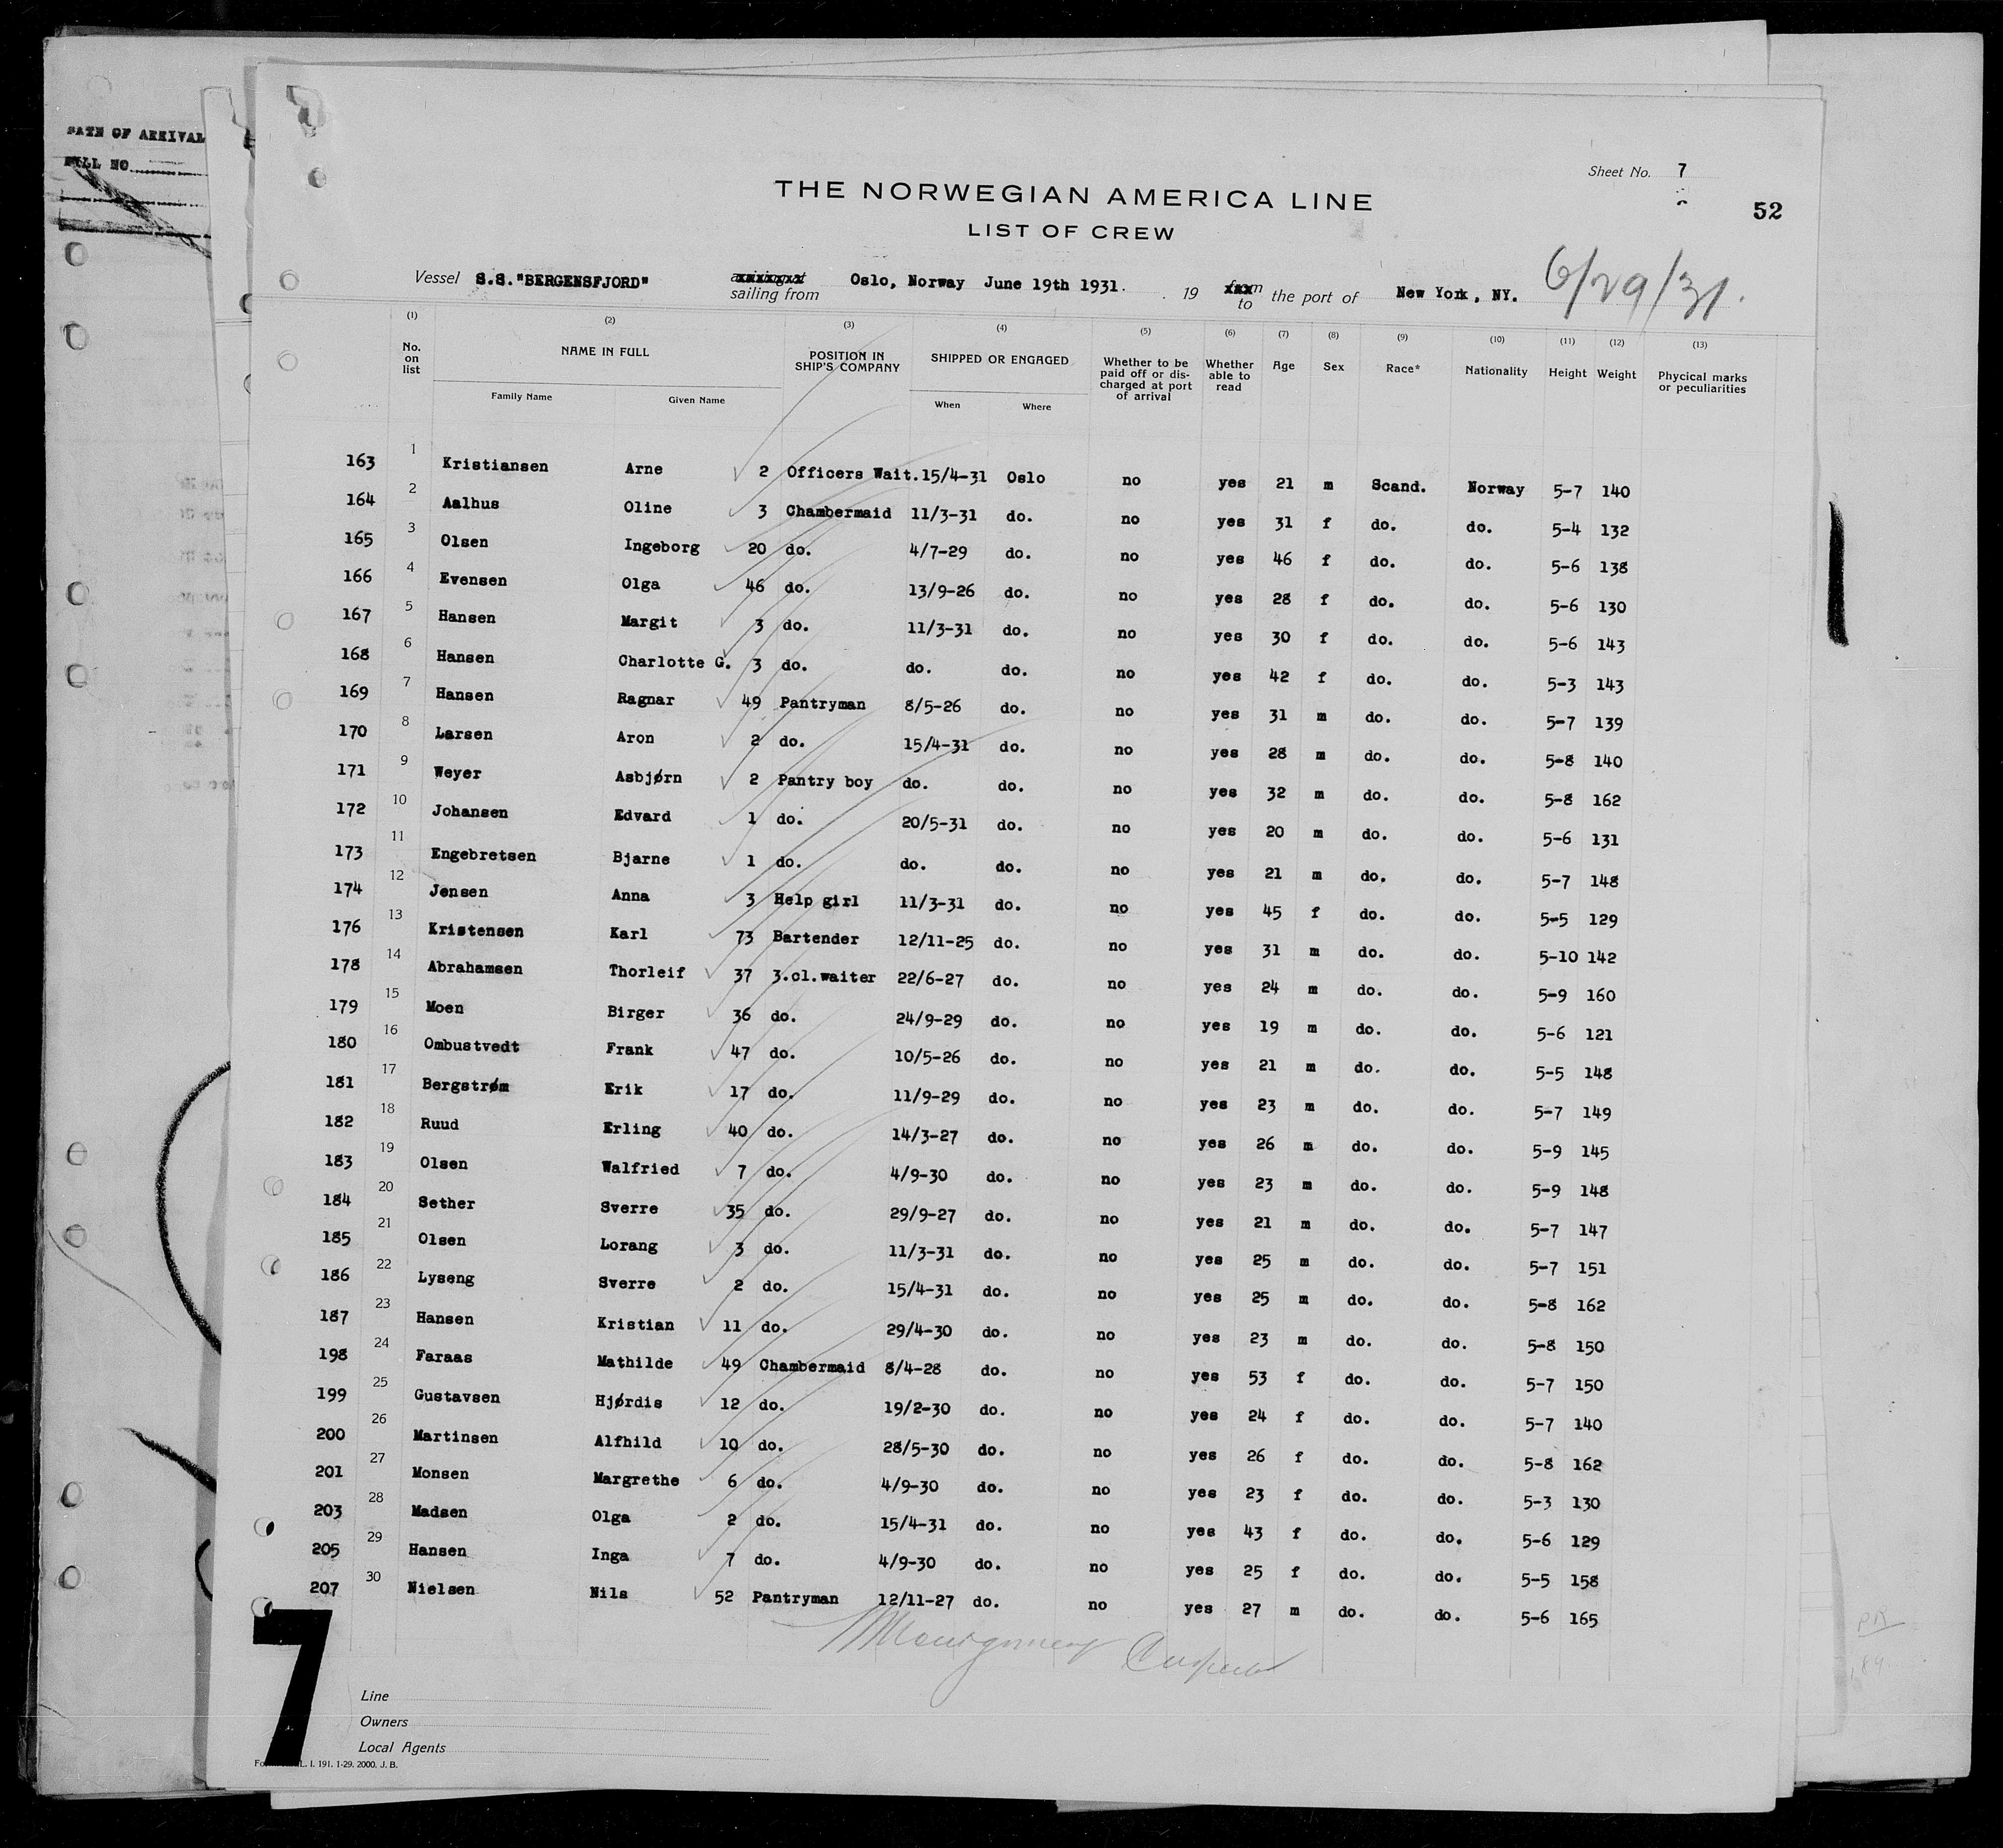 DATE OF ARRIVAL
Sheet No. 7
THE NORWEGIAN AMERICA LINE
52
LIST OF CREW
Vessel S.S."BERGENSFJORD" arriving at sailing from Oslo, Norway June 19th 1931. 19 from to the port of New York, NY. 6/29/31.
(1) (2) (3) (4) (5) (6) (7) (8) (9) (10) (11) (12) (13)
No. on list NAME IN FULL POSITION IN SHIP'S COMPANY SHIPPED OR ENGAGED Whether to be paid off or discharged at port of arrival Whether able to read Age Sex Race* Nationality Height Weight Phycical marks or peculiarities
Family Name Given Name When Where
163 1 Kristiansen Arne 2 Officers Wait. 15/4-31 Oslo no yes 21 m Scand. Norway 5-7 140
164 2 Aalhus Oline 3 Chambermaid 11/3-31 do. no yes 31 f do. do. 5-4 132
165 3 Olsen Ingeborg 20 do. 4/7-29 do. no yes 46 f do. do. 5-6 138
166 4 Evensen Olga 46 do. 13/9-26 do. no yes 28 f do. do. 5-6 130
167 5 Hansen Margit 3 do. 11/3-31 do. no yes 30 f do. do. 5-6 143
168 6 Hansen Charlotte G. 3 do. do. do. no yes 42 f do. do. 5-3 143
169 7 Hansen Ragnar 49 Pantryman 8/5-26 do. no yes 31 m do. do. 5-7 139
170 8 Larsen Aron 2 do. 15/4-31 do. no yes 28 m do. do. 5-8 140
171 9 Weyer Asbjørn 2 Pantry boy do. do. no yes 32 m do. do. 5-8 162
172 10 Johansen Edvard 1 do. 20/5-31 do. no yes 20 m do. do. 5-6 131
173 11 Engebretsen Bjarne 1 do. do. do. no yes 21 m do. do. 5-7 148
174 12 Jensen Anna 3 Help girl 11/3-31 do. no yes 45 f do. do. 5-5 129
176 13 Kristensen Karl 73 Bartender 12/11-25 do. no yes 31 m do. do. 5-10 142
178 14 Abrahamsen Thorleif 37 3.cl.waiter 22/6-27 do. no yes 24 m do. do. 5-9 160
179 15 Moen Birger 36 do. 24/9-29 do. no yes 19 m do. do. 5-6 121
180 16 Ombustvedt Frank 47 do. 10/5-26 do. no yes 21 m do. do. 5-5 148
181 17 Bergstrøm Erik 17 do. 11/9-29 do. no yes 23 m do. do. 5-7 149
182 18 Ruud Erling 40 do. 14/3-27 do. no yes 26 m do. do. 5-9 145
183 19 Olsen Walfried 7 do. 4/9-30 do. no yes 23 m do. do. 5-9 148
184 20 Sether Sverre 35 do. 29/9-27 do. no yes 21 m do. do. 5-7 147
185 21 Olsen Lorang 3 do. 11/3-31 do. no yes 25 m do. do. 5-7 151
186 22 Lyseng Sverre 2 do. 15/4-31 do. no yes 25 m do. do. 5-8 162
187 23 Hansen Kristian 11 do. 29/4-30 do. no yes 23 m do. do. 5-8 150
198 24 Faraas Mathilde 49 Chambermaid 8/4-28 do. no yes 53 f do. do. 5-7 150
199 25 Gustavsen Hjørdis 12 do. 19/2-30 do. no yes 24 f do. do. 5-7 140
200 26 Martinsen Alfhild 10 do. 28/5-30 do. no yes 26 f do. do. 5-8 162
201 27 Monsen Margrethe 6 do. 4/9-30 do. no yes 23 f do. do. 5-3 130
203 28 Madsen Olga 2 do. 15/4-31 do. no yes 43 f do. do. 5-6 129
205 29 Hansen Inga 7 do. 4/9-30 do. no yes 25 f do. do. 5-5 158
207 30 Nielsen Nils 52 Pantryman 12/11-27 do. no yes 27 m do. do. 5-6 165
Montgomery
7
Line
Owners
Local Agents
L. I. 191. 1-29. 2000. J. B.